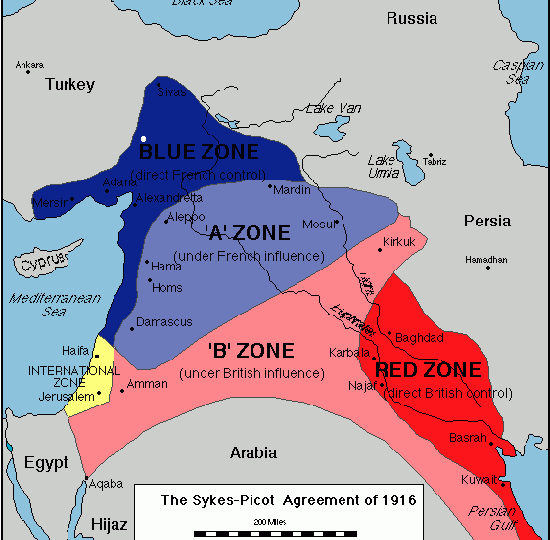 Black Sea
Russia
Ankara
Caspian
Sea
Turkey
Sivas
Lake Van
BLUE ZONE
(direct French control)
Lake
Urmia
Tabriz
Adana
Mardin
Mersin
Alexandretta
Aleppo
Mosul
Persia
'A' ZONE
Kirkuk
(under French influence)
Cyprus
Hama
Hamadhan
Homs
Tigris
Mediterranean
Sea
Euphrates
Damascus
Baghdad
Haifa
'B' ZONE
Karballa
INTERNATIONAL
ZONE
(under British influence)
RED ZONE
Amman
Najaf
(direct British control)
Jerusalem
Basrah
Arabia
Egypt
Kuwait
Aqaba
The Sykes-Picot Agreement of 1916
Persian
Gulf
Hijaz
200 Miles